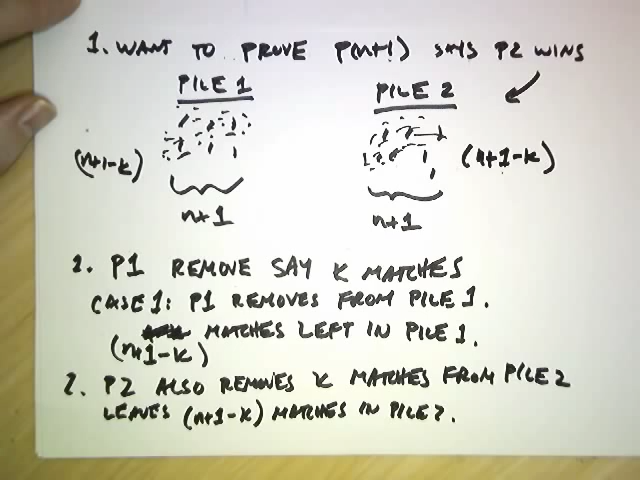 1. WANT TO PROVE P(n+1) SAYS P2 WINS
PILE 1
PILE 2
(n+1-k)
(n+1-k)
n+1
n+1
2. P1 REMOVE SAY K MATCHES
CASE 1: P1 REMOVES FROM PILE 1.
(n+1-k) MATCHES LEFT IN PILE 1.
2. P2 ALSO REMOVES K MATCHES FROM PILE 2
LEAVES (n+1-k) MATCHES IN PILE 2.